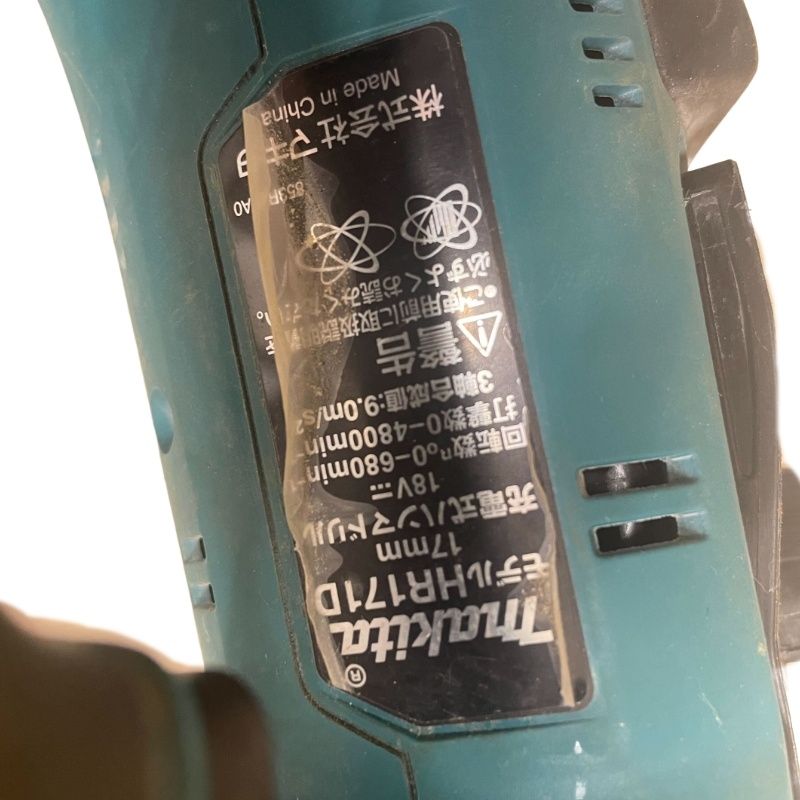 makita®
モデルHR171D
17mm
充電式ハンマドリル
18V⎓
回転数n₀0-680min
打撃数0-4800min
3軸合成値:9.0m/s²
⚠警告
●ご使用前に取扱説明
必ずよくお読みくだ
853R
株式会社マキタ
Made in China